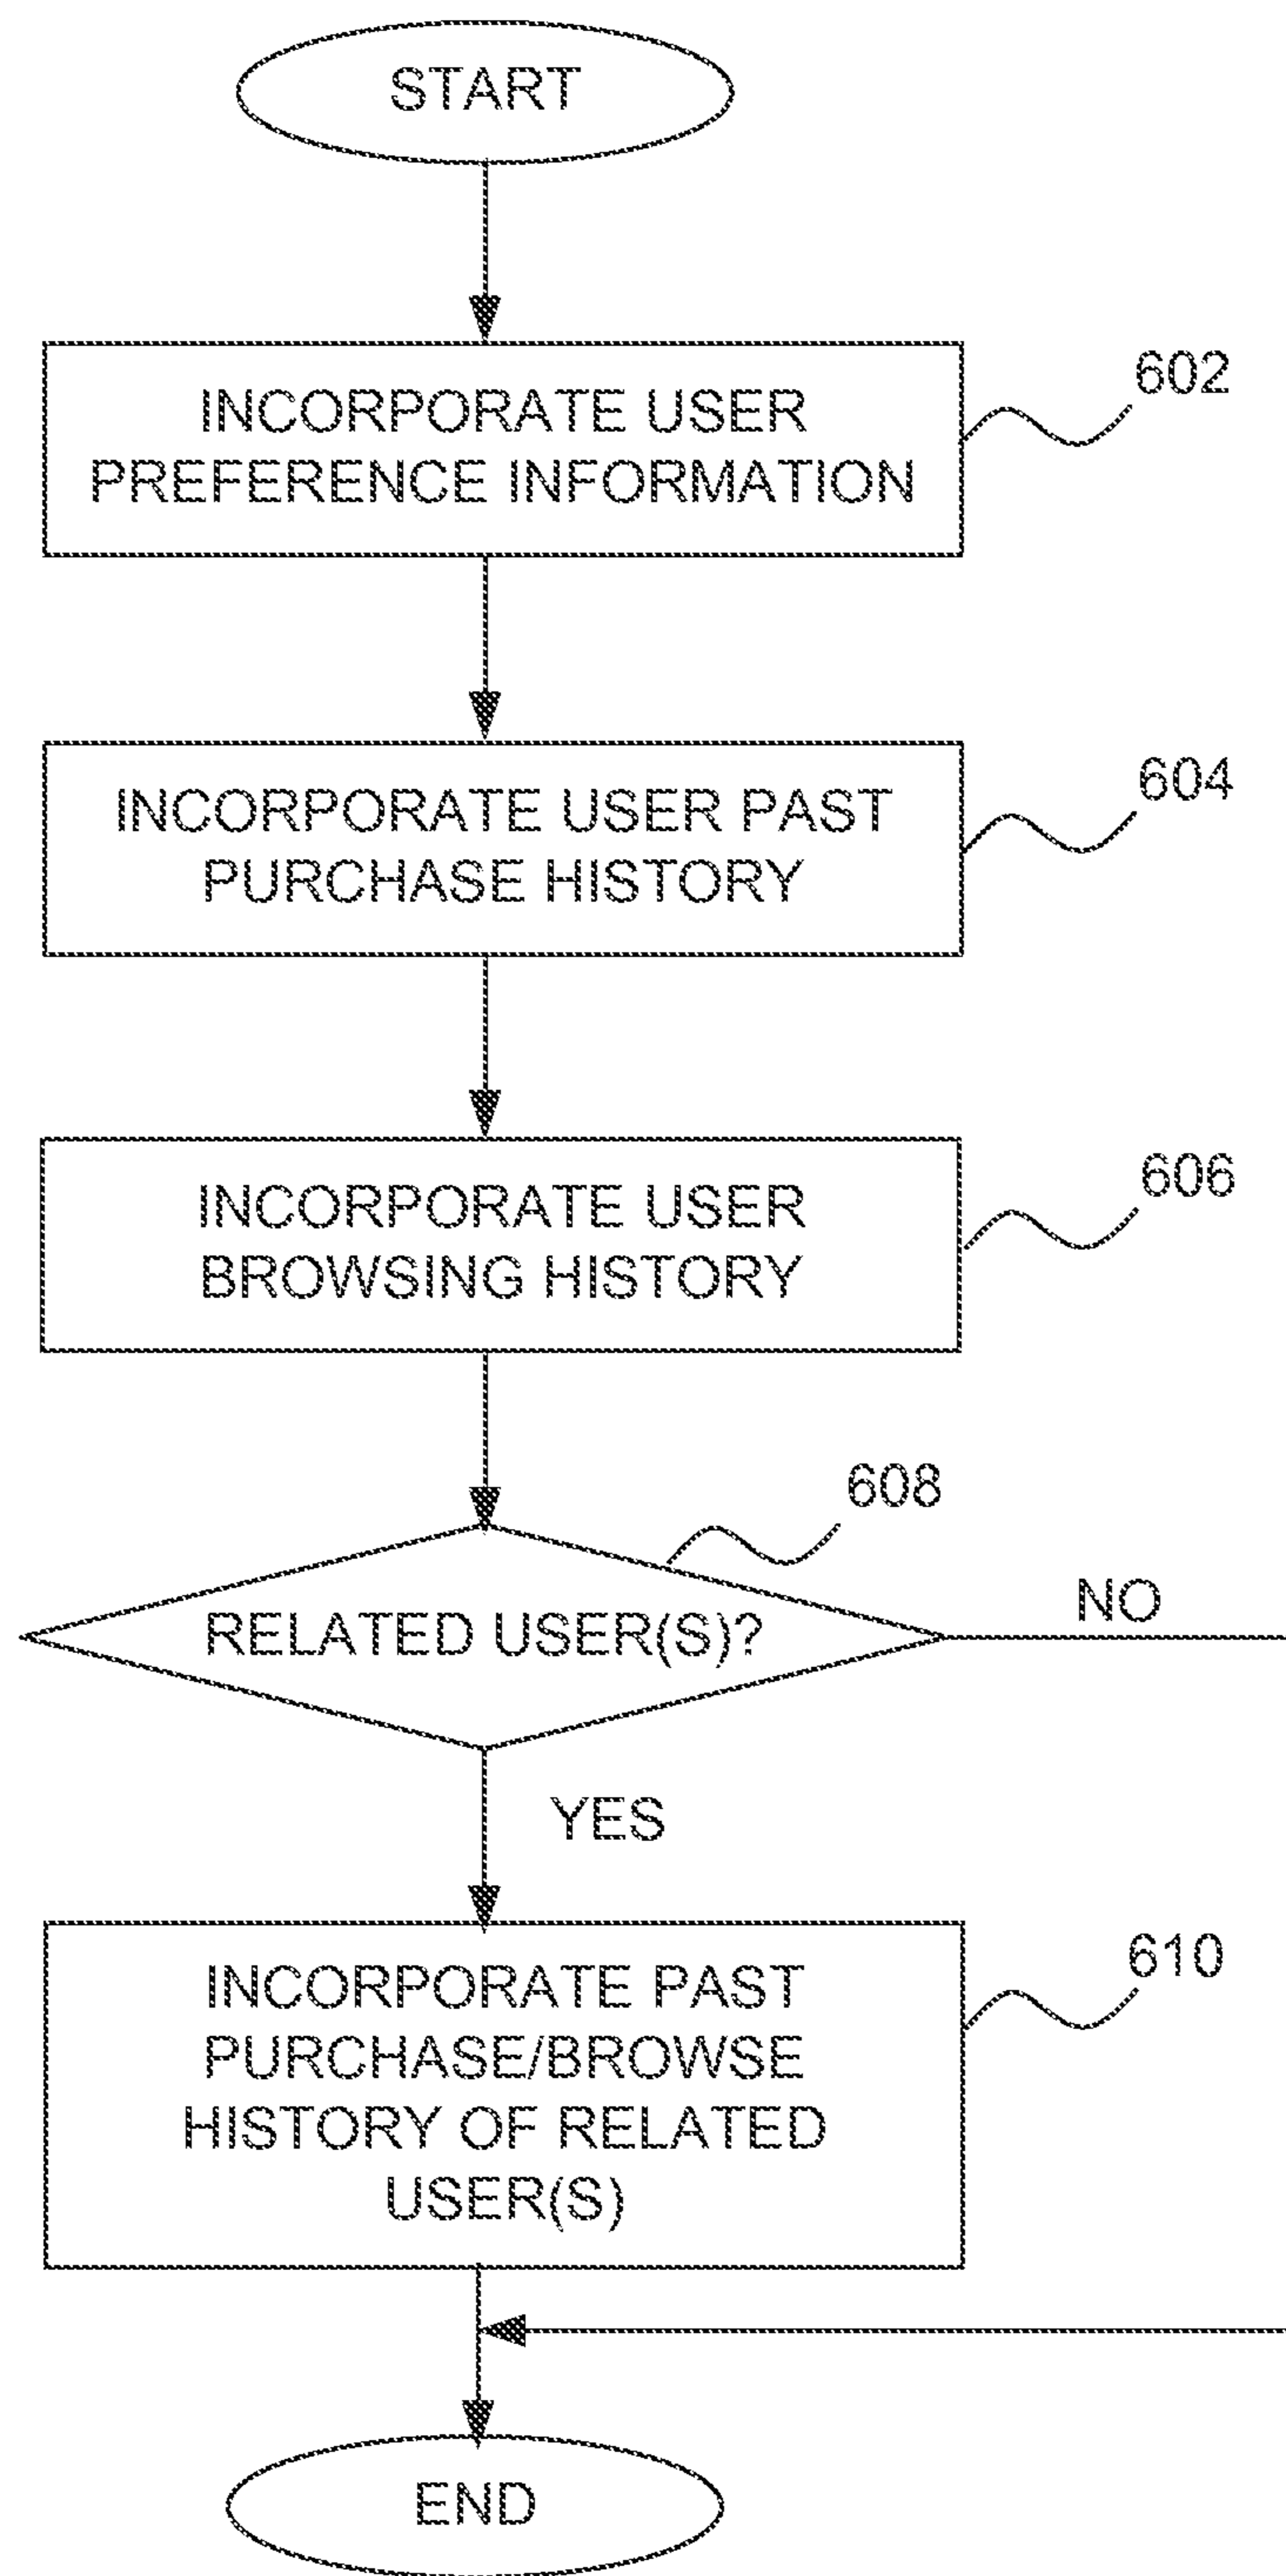 START
INCORPORATE USER
PREFERENCE INFORMATION
602
INCORPORATE USER PAST
PURCHASE HISTORY
604
INCORPORATE USER
BROWSING HISTORY
606
608
RELATED USER(S)?
NO
YES
INCORPORATE PAST
PURCHASE/BROWSE
HISTORY OF RELATED
USER(S)
610
END